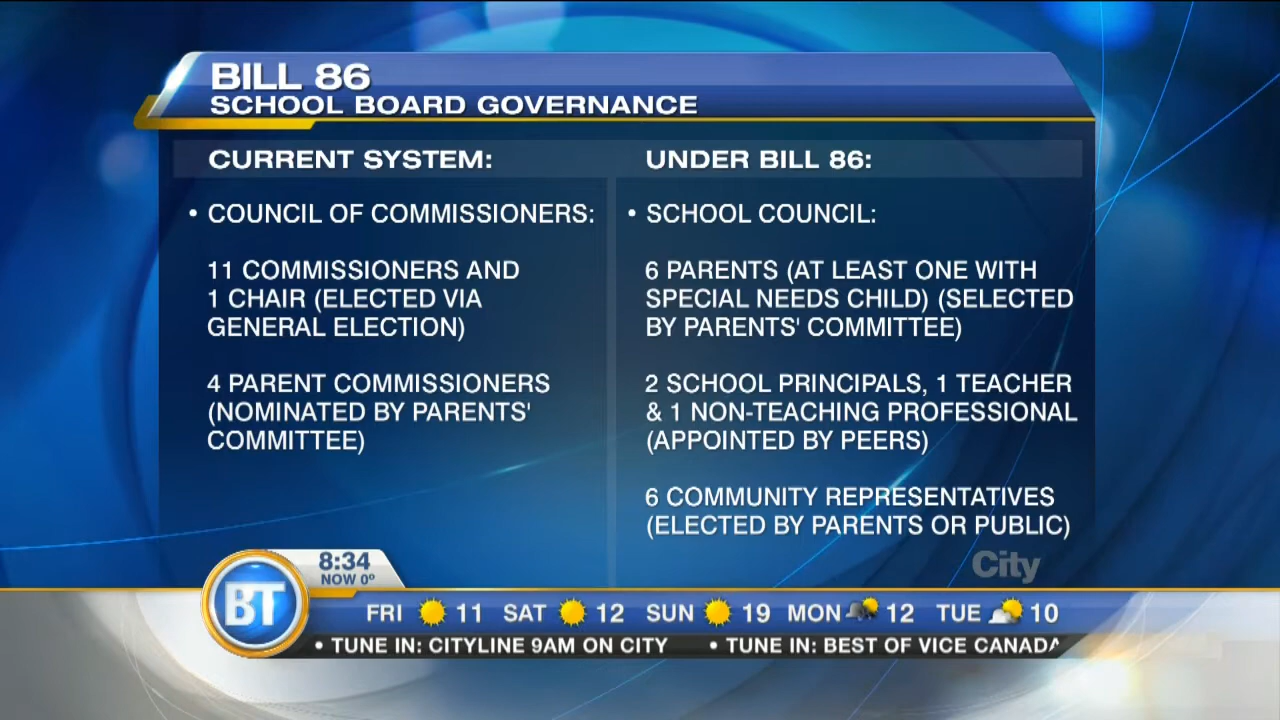 BILL 86
SCHOOL BOARD GOVERNANCE
CURRENT SYSTEM:
• COUNCIL OF COMMISSIONERS:
11 COMMISSIONERS AND
1 CHAIR (ELECTED VIA
GENERAL ELECTION)
4 PARENT COMMISSIONERS
(NOMINATED BY PARENTS'
COMMITTEE)
UNDER BILL 86:
• SCHOOL COUNCIL:
6 PARENTS (AT LEAST ONE WITH
SPECIAL NEEDS CHILD) (SELECTED
BY PARENTS' COMMITTEE)
2 SCHOOL PRINCIPALS, 1 TEACHER
& 1 NON-TEACHING PROFESSIONAL
(APPOINTED BY PEERS)
6 COMMUNITY REPRESENTATIVES
(ELECTED BY PARENTS OR PUBLIC)
City
8:34
NOW 0º
BT
FRI 11 SAT 12 SUN 19 MON 12 TUE 10
• TUNE IN: CITYLINE 9AM ON CITY • TUNE IN: BEST OF VICE CANADA